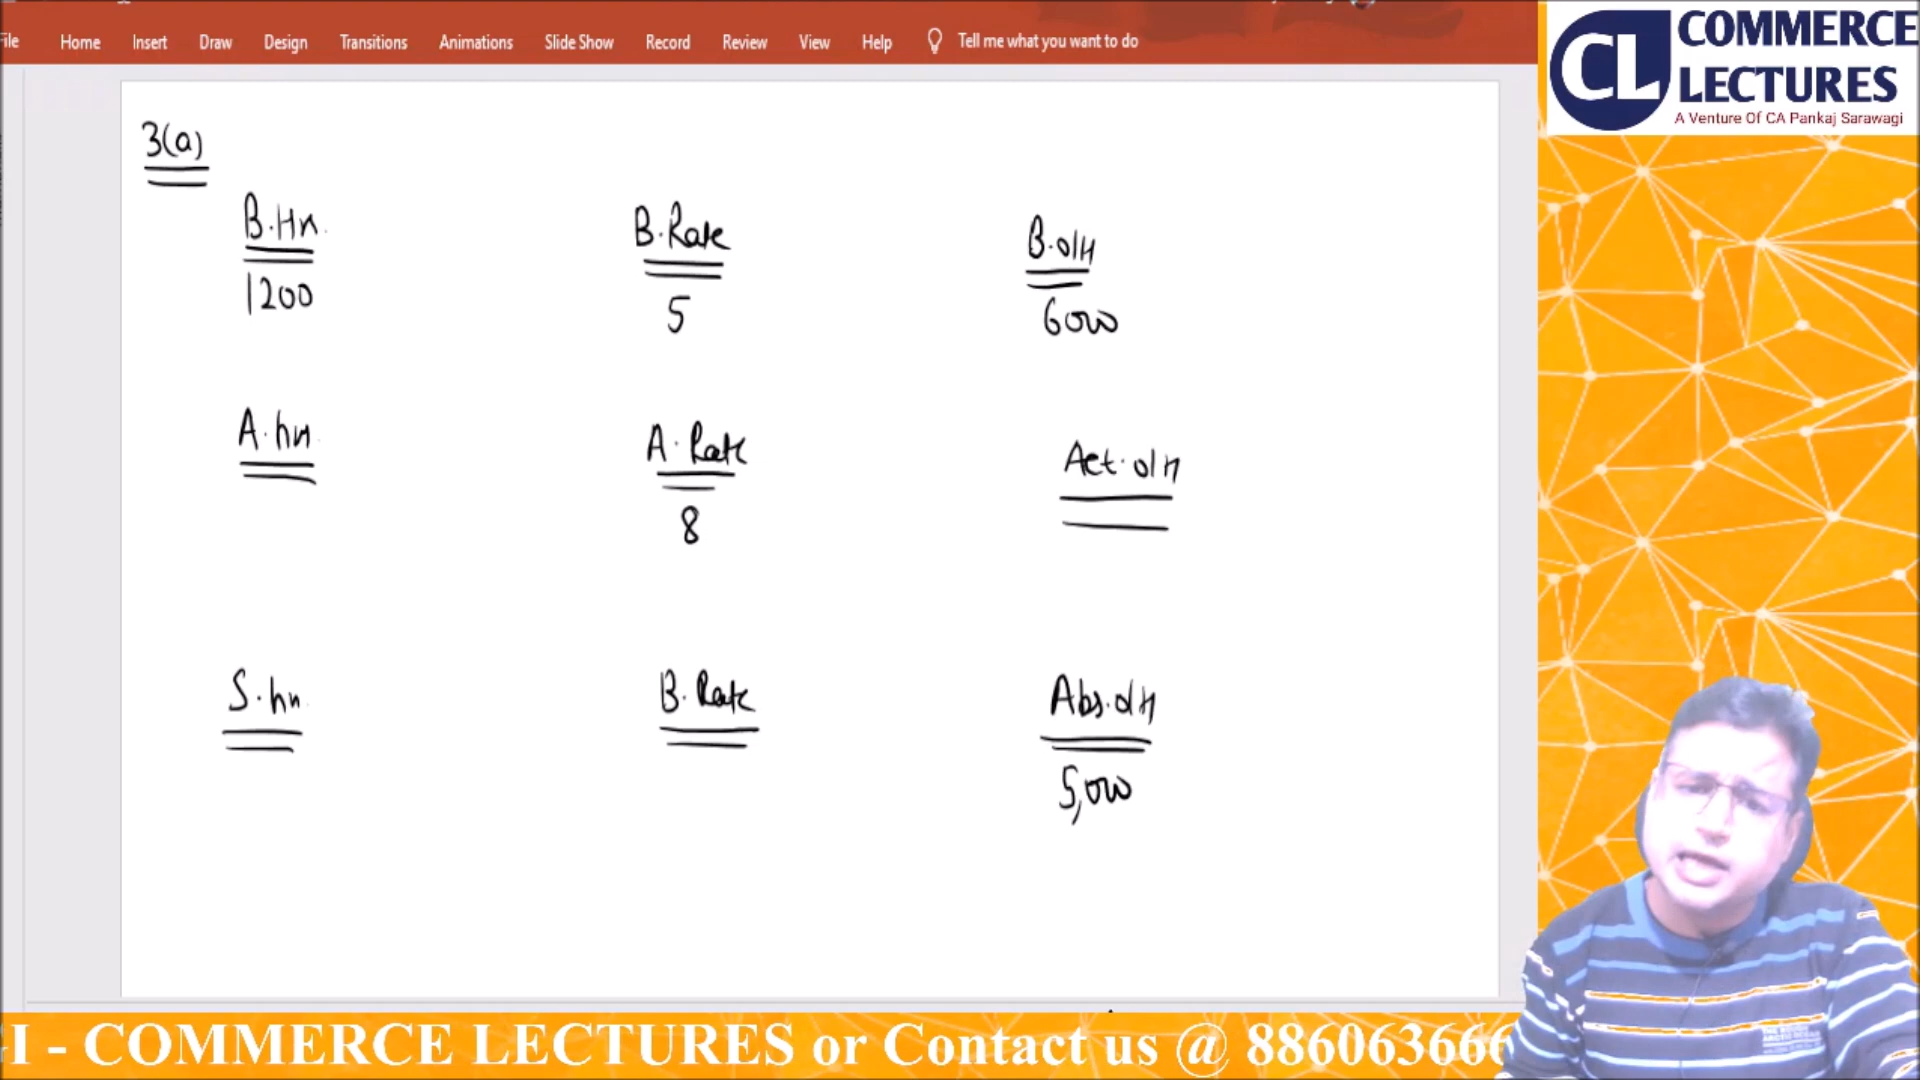 File Home Insert Draw Design Transitions Animations Slide Show Record Review View Help Tell me what you want to do
CL COMMERCE
LECTURES
A Venture Of CA Pankaj Sarawagi
3(a)
B.Hr. B.Rate B.o/H
1200 5 6000
A.hr. A.Rate Act.o/H
8
S.hr. B.Rate Abs.o/H
5,000
GI - COMMERCE LECTURES or Contact us @ 886063666